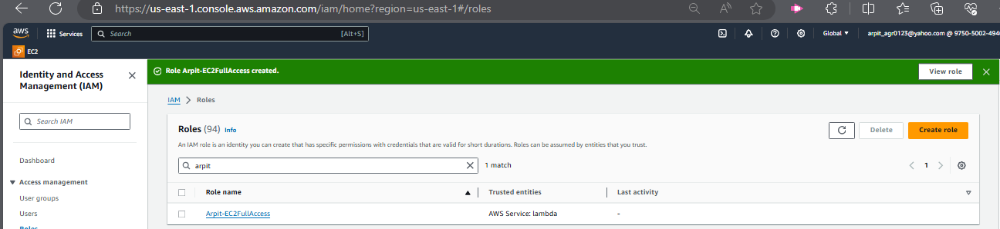 https://us-east-1.console.aws.amazon.com/iam/home?region=us-east-1#/roles
aws
Services
Search
[Alt+S]
Global
arpit_agr0123@yahoo.com @ 9750-5002-494
EC2
Identity and Access Management (IAM)
Search IAM
Dashboard
Access management
User groups
Users
Roles
Role Arpit-EC2FullAccess created.
View role
IAM > Roles
Roles (94) Info
Delete
Create role
An IAM role is an identity you can create that has specific permissions with credentials that are valid for short durations. Roles can be assumed by entities that you trust.
arpit
1 match
1
Role name
Trusted entities
Last activity
Arpit-EC2FullAccess
AWS Service: lambda
-